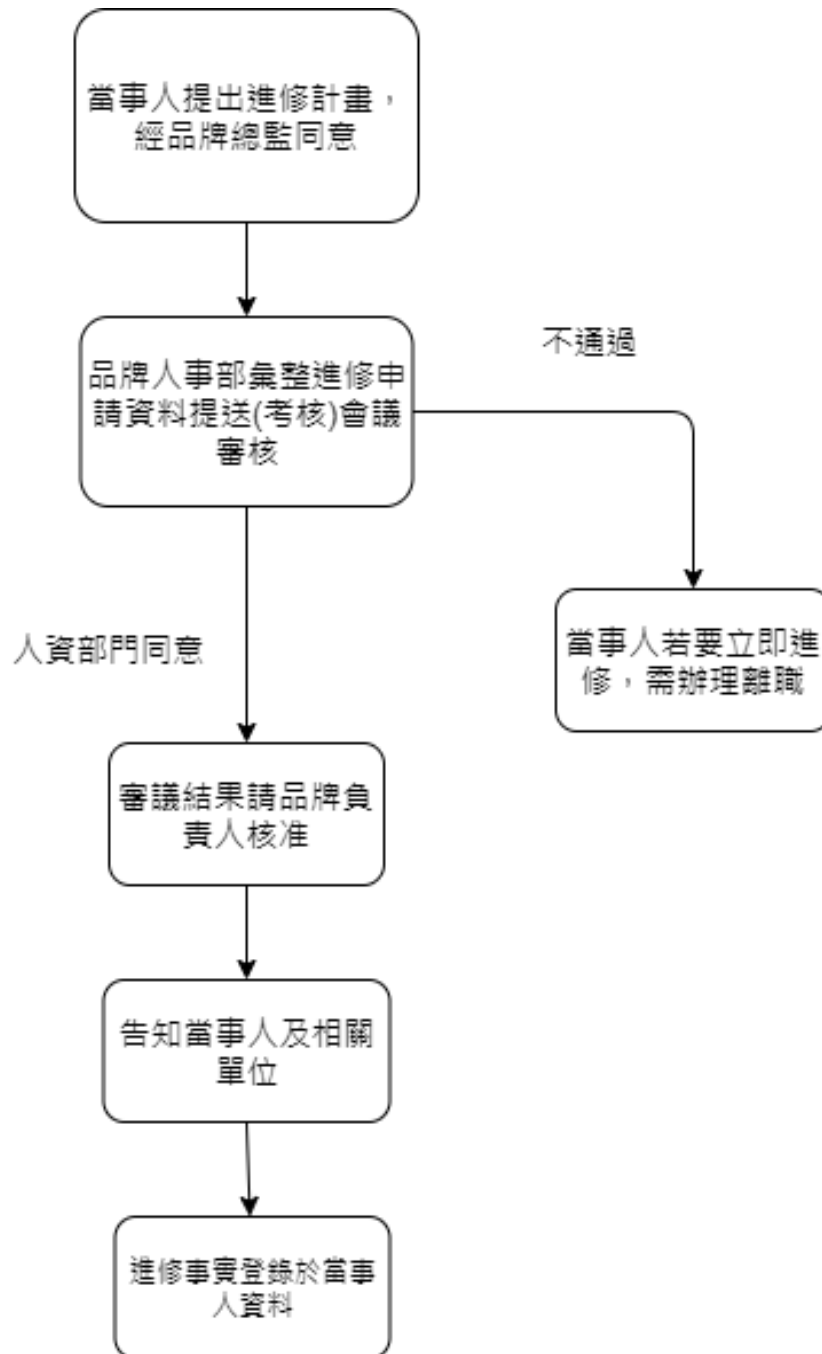 當事人提出進修計畫，
經品牌總監同意
不通過
品牌人事部彙整進修申
請資料提送(考核)會議
審核
當事人若要立即進
修，需辦理離職
人資部門同意
審議結果請品牌負
責人核准
告知當事人及相關
單位
進修事實登錄於當事
人資料